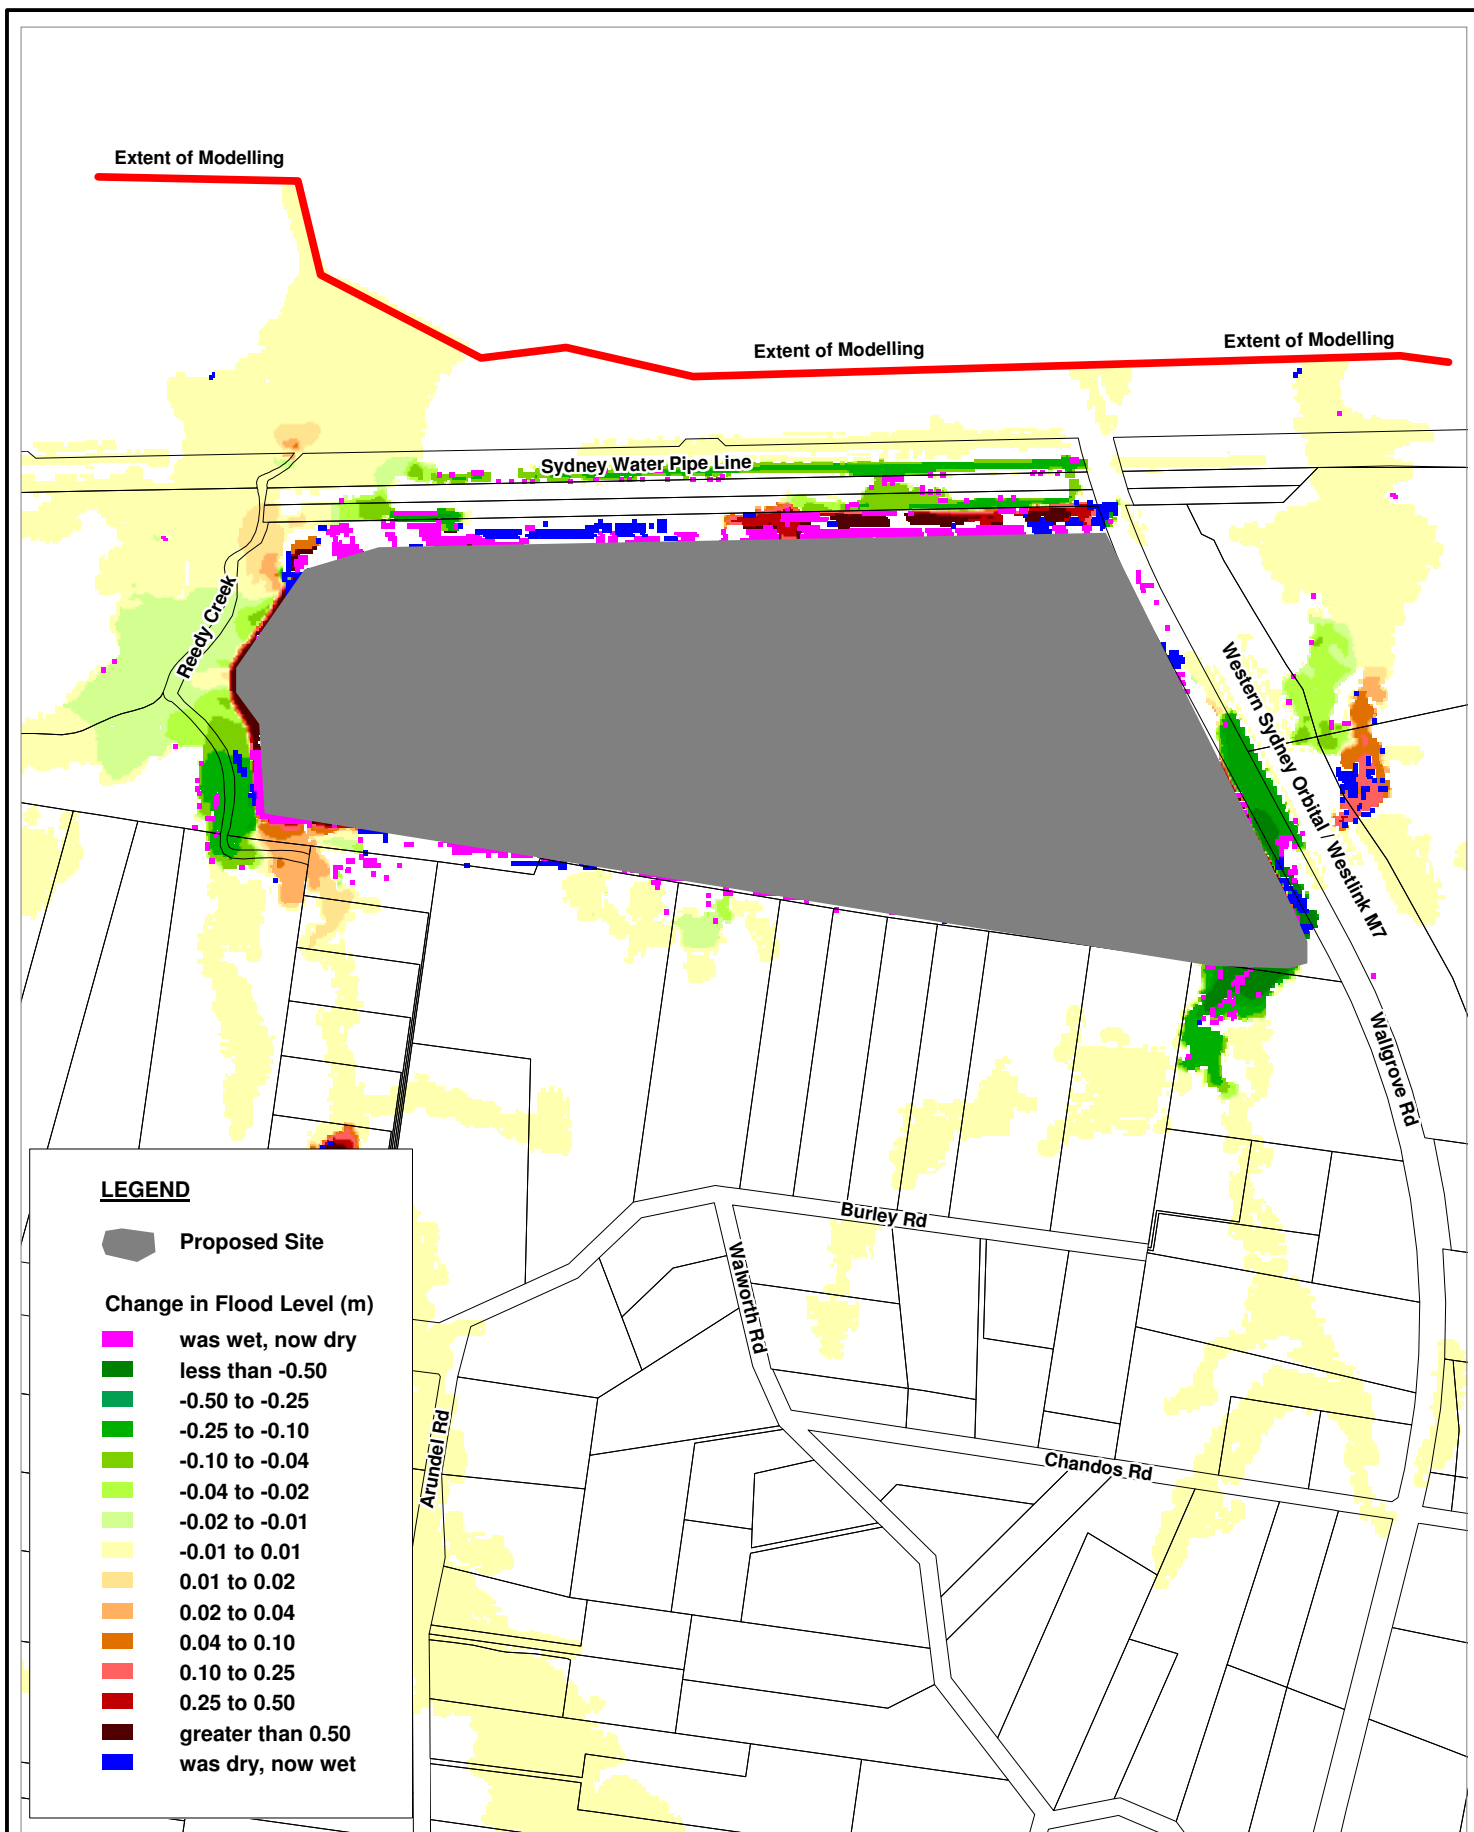 Extent of Modelling
Extent of Modelling
Extent of Modelling
Sydney Water Pipe Line
Reedy Creek
Western Sydney Orbital / Westlink M7
Wallgrove Rd
Burley Rd
Walworth Rd
Chandos Rd
Arundel Rd
LEGEND
Proposed Site
Change in Flood Level (m)
was wet, now dry
less than -0.50
-0.50 to -0.25
-0.25 to -0.10
-0.10 to -0.04
-0.04 to -0.02
-0.02 to -0.01
-0.01 to 0.01
0.01 to 0.02
0.02 to 0.04
0.04 to 0.10
0.10 to 0.25
0.25 to 0.50
greater than 0.50
was dry, now wet